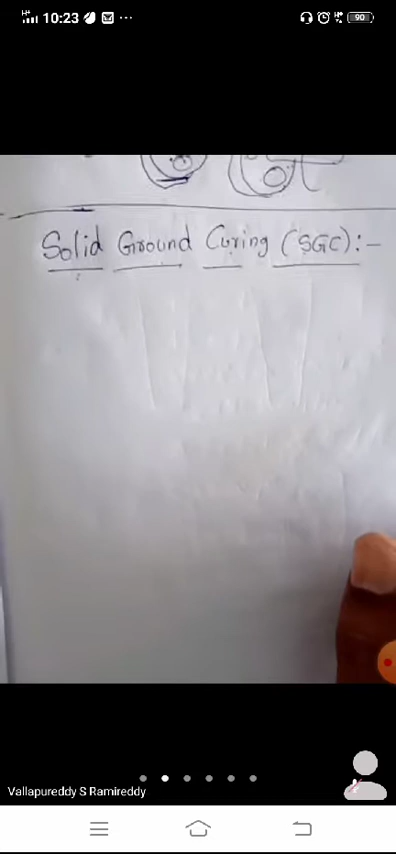 H+ 10:23 ... 90
Solid Ground Curing (SGC):-
Vallapureddy S Ramireddy